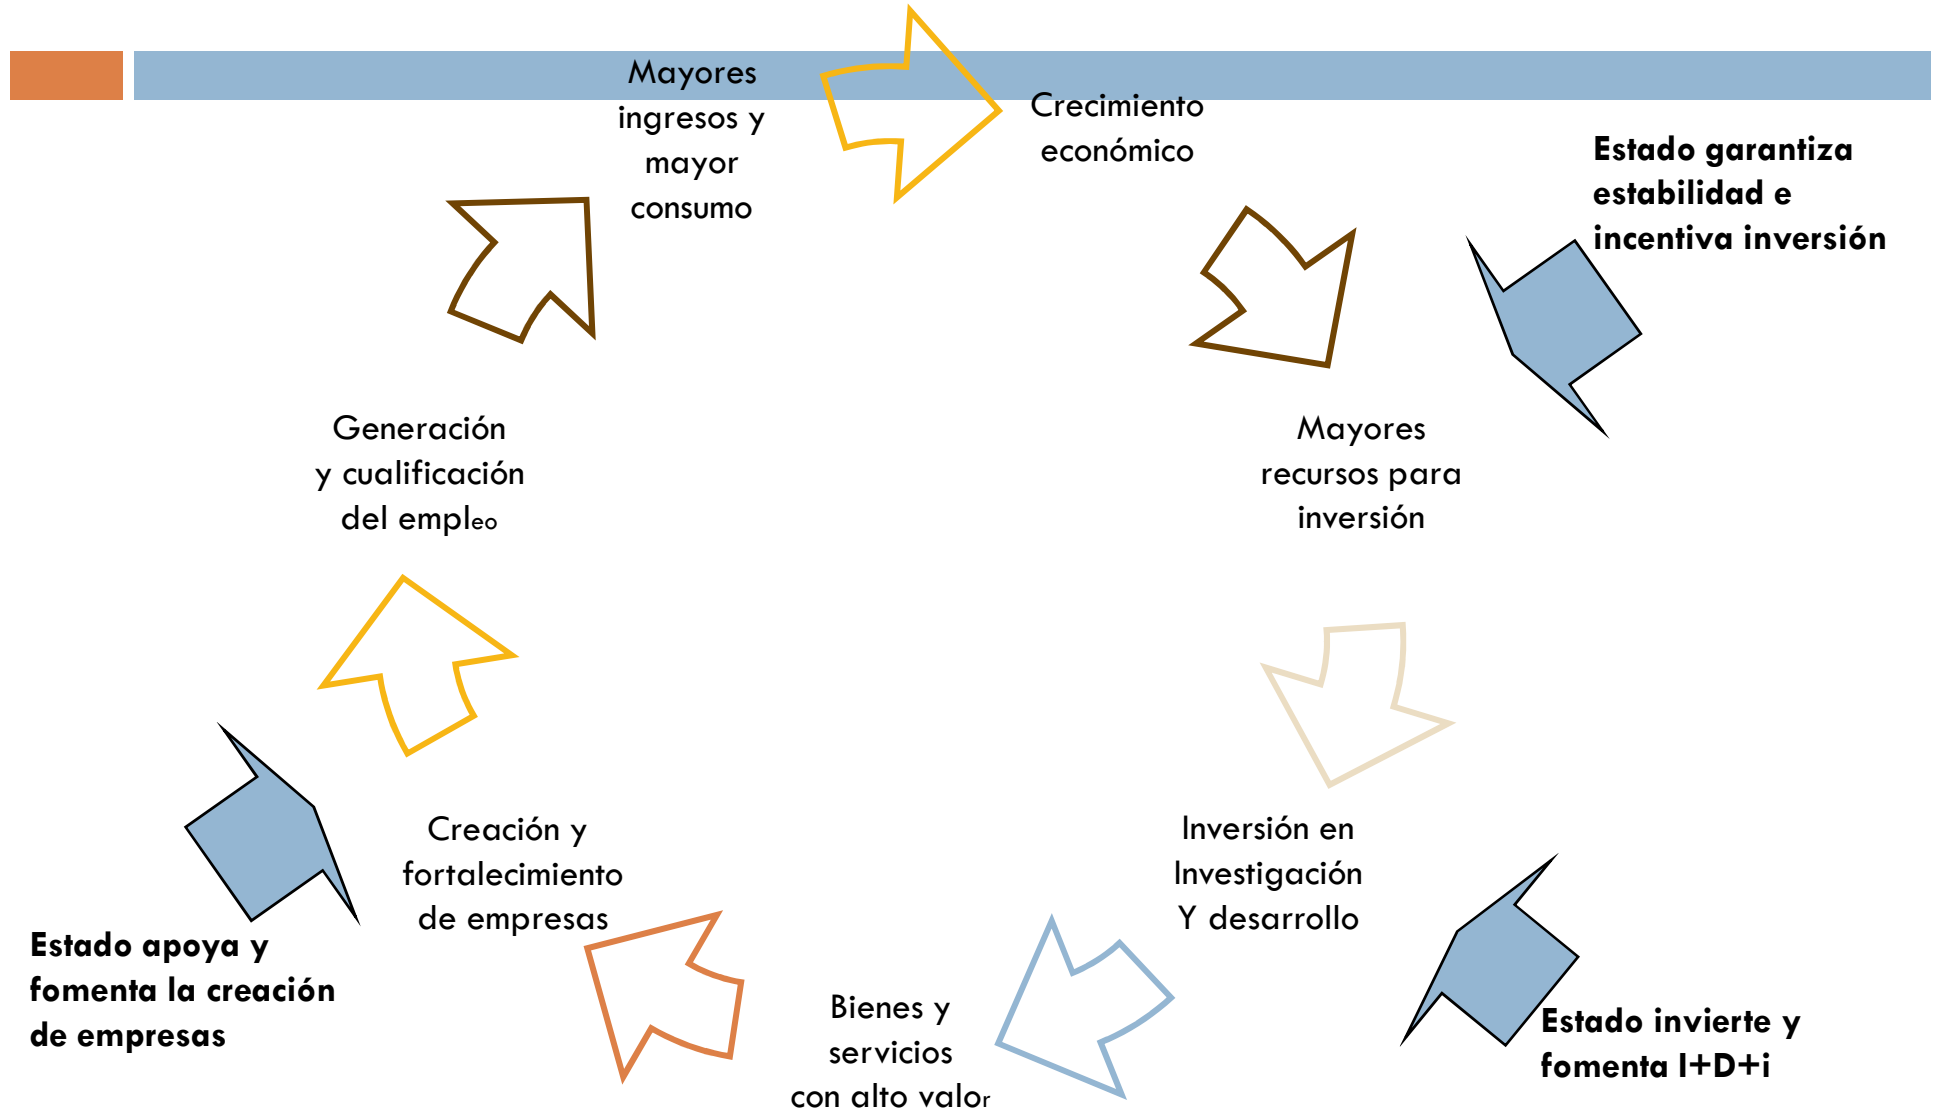 Mayores
ingresos y
mayor
consumo
Crecimiento
económico
Estado garantiza
estabilidad e
incentiva inversión
Mayores
recursos para
inversión
Inversión en
Investigación
Y desarrollo
Estado invierte y
fomenta I+D+i
Bienes y
servicios
con alto valor
Creación y
fortalecimiento
de empresas
Estado apoya y
fomenta la creación
de empresas
Generación
y cualificación
del empleo